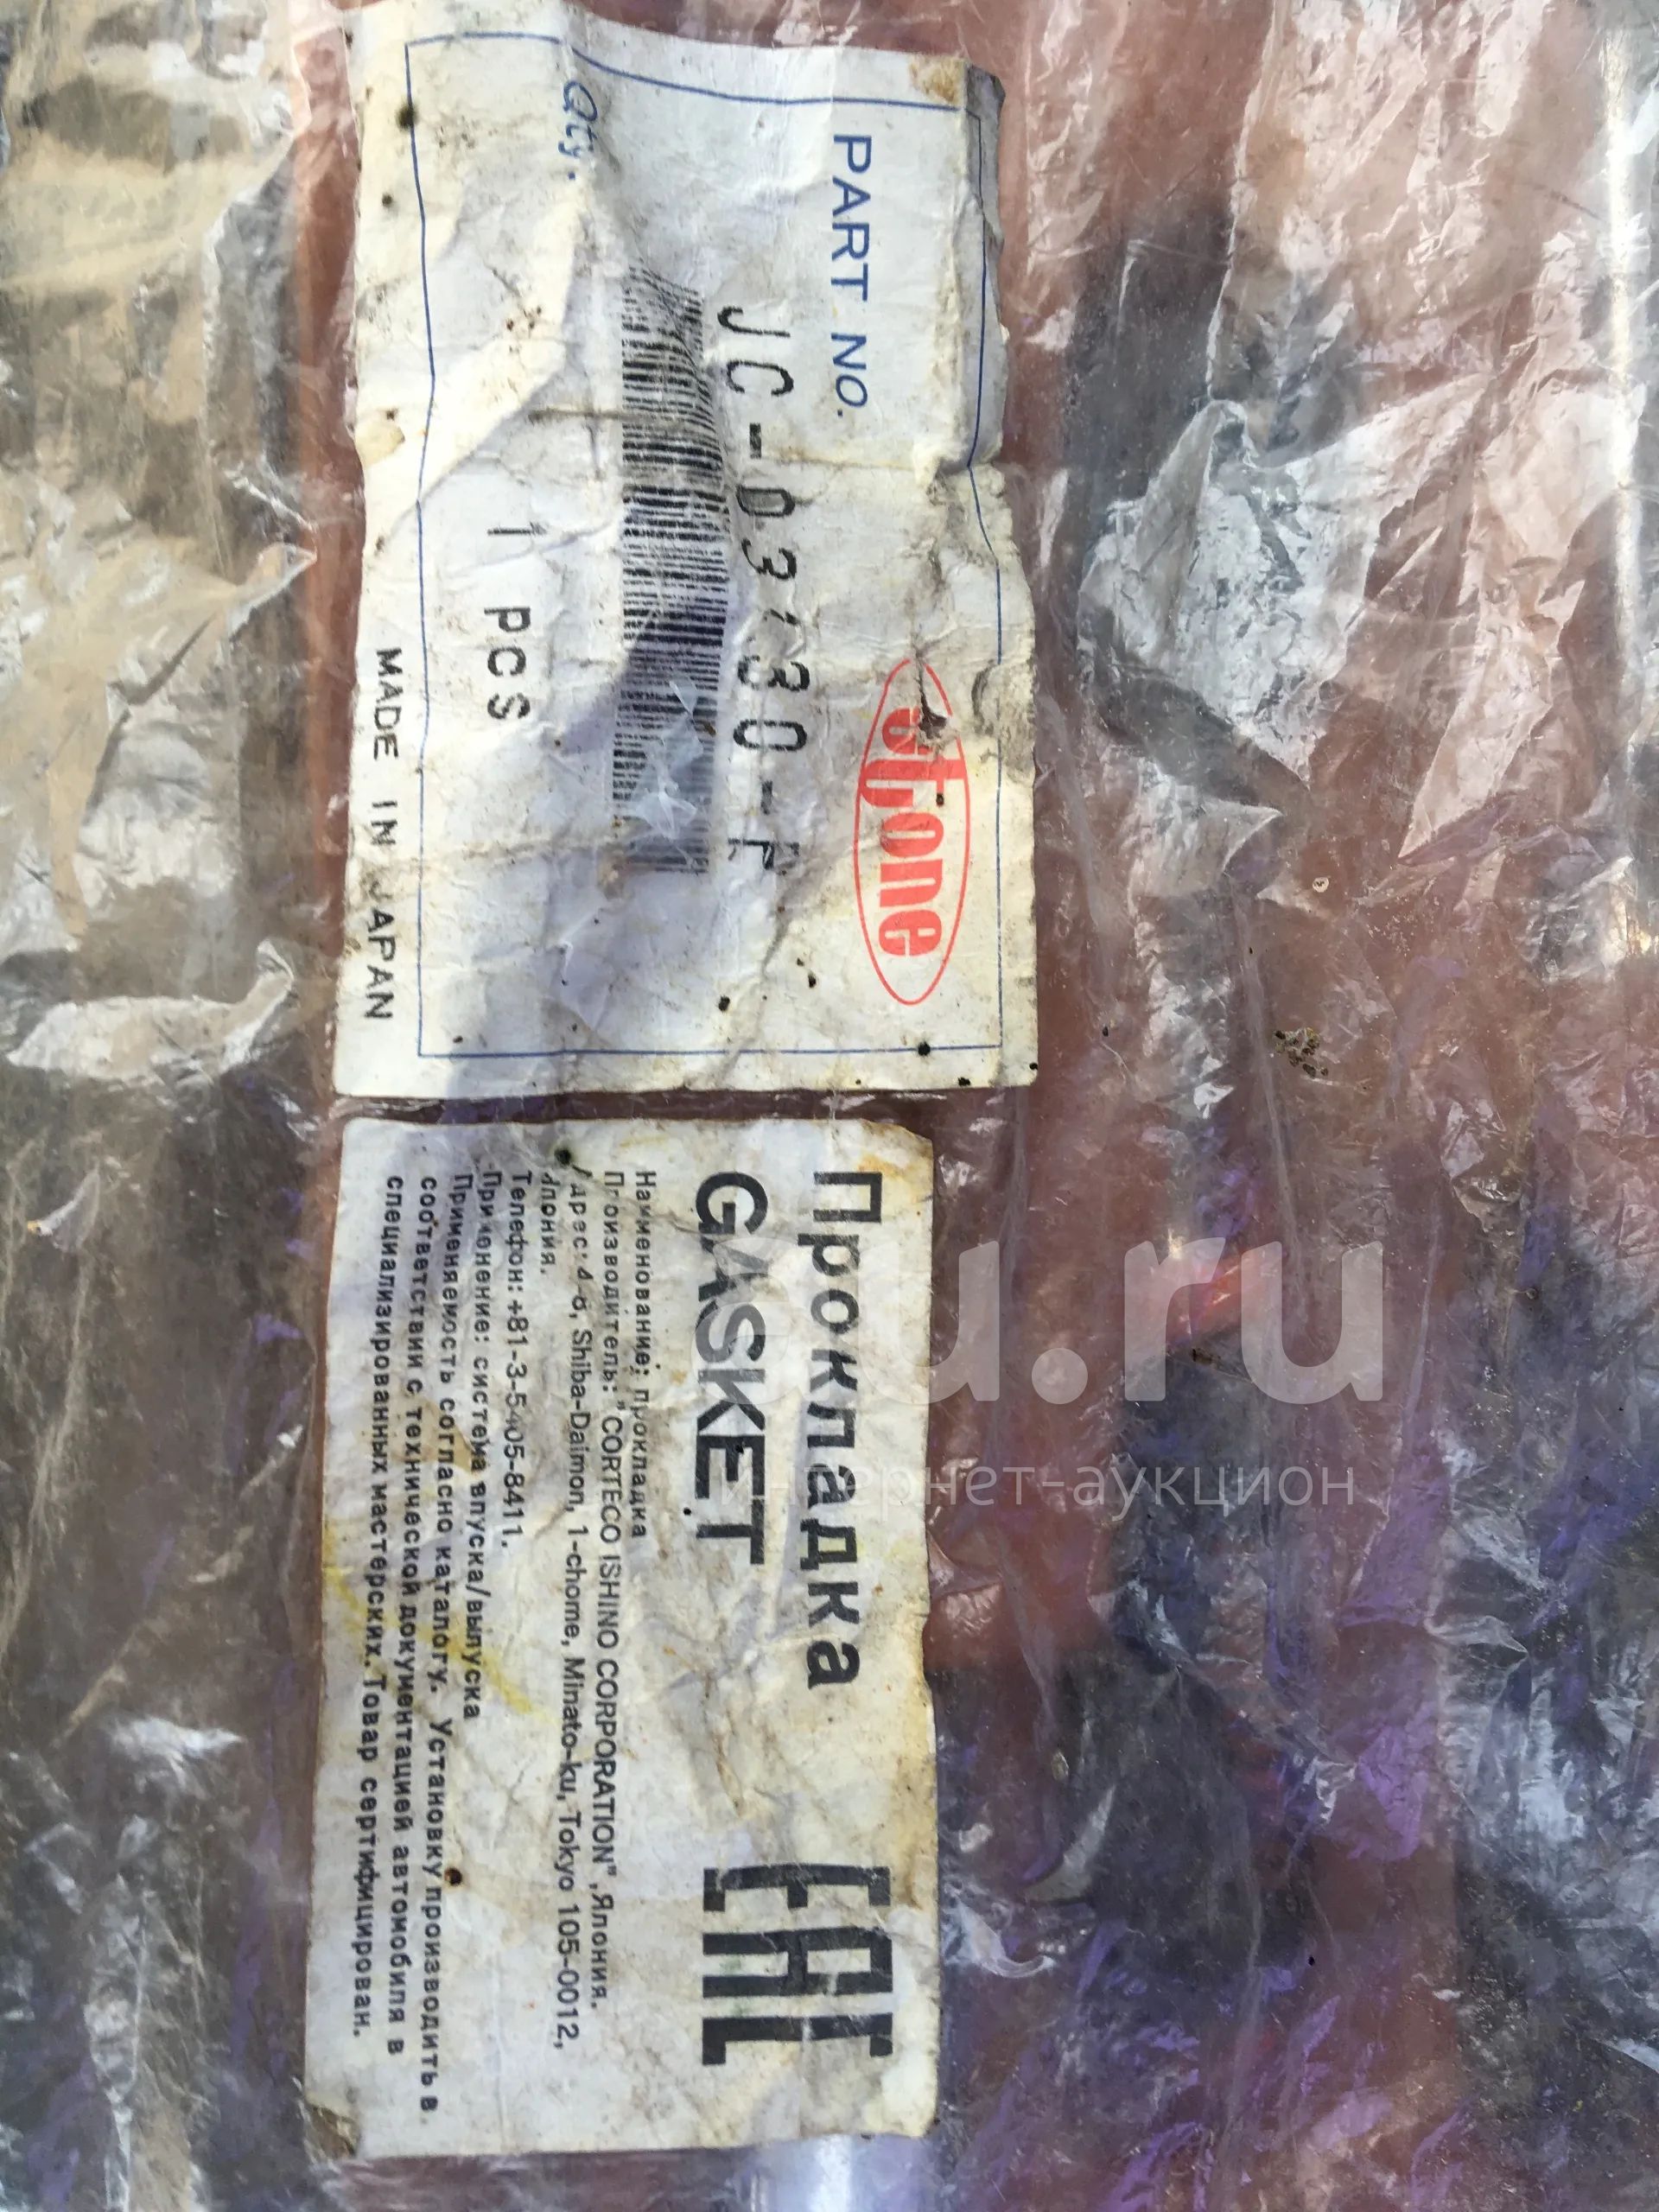 PART NO.
stone
JC-03130-F
Qty.
1 PCS
MADE IN JAPAN
Прокладка
GASKET
EAC
Наименование: прокладка
Производитель: "CORTECO ISHINO CORPORATION", Япония.
Адрес: Shiba-Daimon, 1-chome, Minato-ku, Tokyo 105-0012,
Япония.
Телефон: +81-3-5405-8411.
Применение: система впуска/выпуска
Применяемость согласно каталогу. Установку производить в
соответствии с технической документацией автомобиля в
специализированных мастерских. Товар сертифицирован.
au.ru
интернет-аукцион